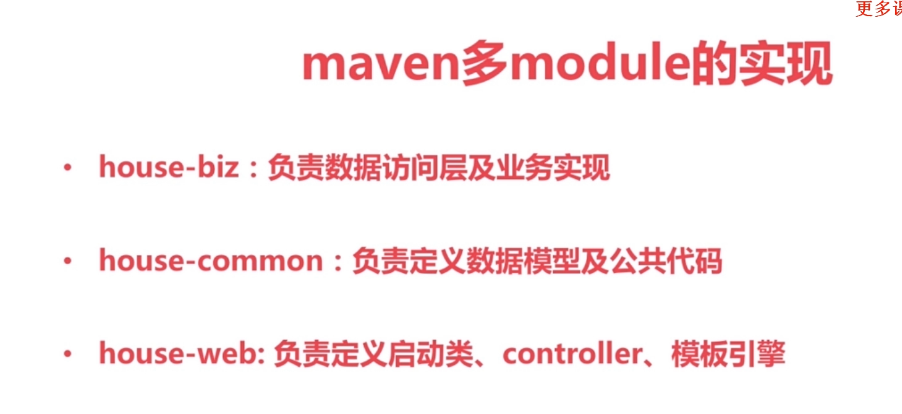 更多课
maven多module的实现
• house-biz：负责数据访问层及业务实现
• house-common：负责定义数据模型及公共代码
• house-web: 负责定义启动类、controller、模板引擎